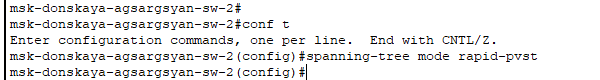 msk-donskaya-agsargsyan-sw-2#
msk-donskaya-agsargsyan-sw-2#conf t
Enter configuration commands, one per line.  End with CNTL/Z.
msk-donskaya-agsargsyan-sw-2(config)#spanning-tree mode rapid-pvst
msk-donskaya-agsargsyan-sw-2(config)#